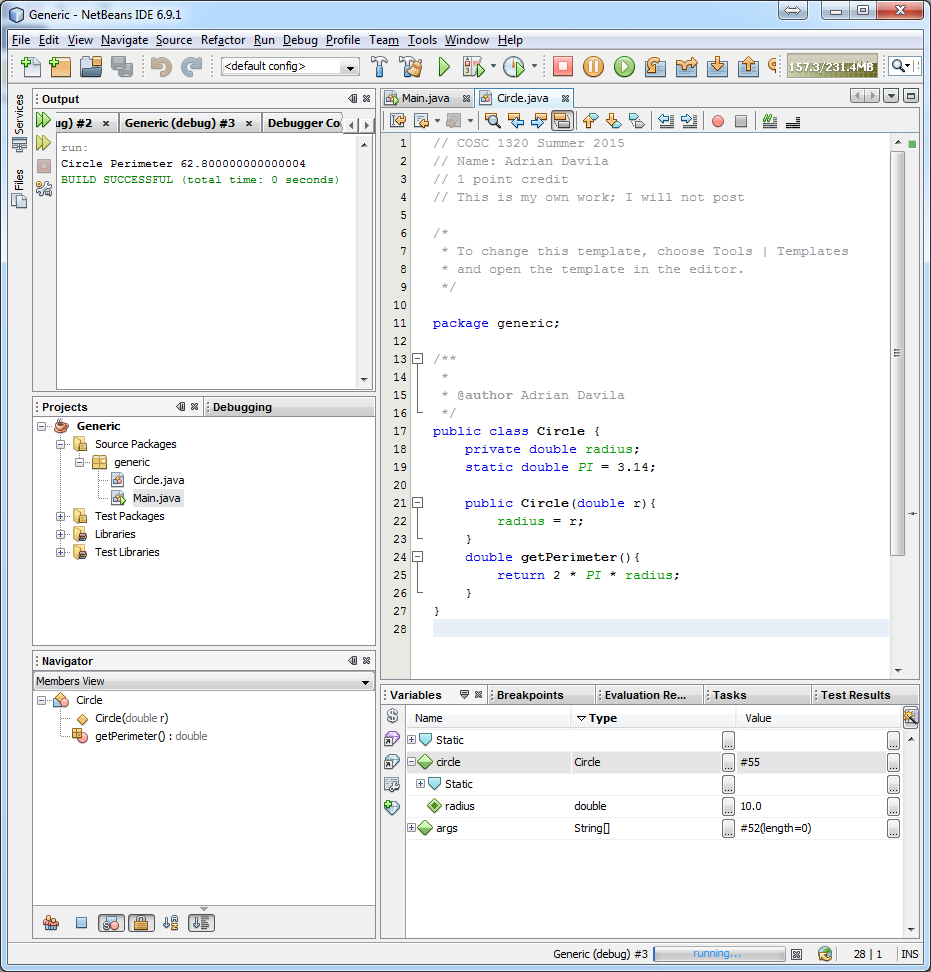 Generic - NetBeans IDE 6.9.1
File Edit View Navigate Source Refactor Run Debug Profile Team Tools Window Help
<default config>
157.3/231.4MB
Services
Files
Output
ug) #2 Generic (debug) #3 Debugger Co
run:
Circle Perimeter 62.800000000000004
BUILD SUCCESSFUL (total time: 0 seconds)
Projects
Debugging
Generic
Source Packages
generic
Circle.java
Main.java
Test Packages
Libraries
Test Libraries
Navigator
Members View
Circle
Circle(double r)
getPerimeter() : double
Main.java
Circle.java
1 // COSC 1320 Summer 2015
2 // Name: Adrian Davila
3 // 1 point credit
4 // This is my own work; I will not post
5
6 /*
7 * To change this template, choose Tools | Templates
8 * and open the template in the editor.
9 */
10
11 package generic;
12
13 /**
14 *
15 * @author Adrian Davila
16 */
17 public class Circle {
18 private double radius;
19 static double PI = 3.14;
20
21 public Circle(double r){
22 radius = r;
23 }
24 double getPerimeter(){
25 return 2 * PI * radius;
26 }
27 }
28
Variables Breakpoints Evaluation Re... Tasks Test Results
Name Type Value
Static ... ...
circle Circle ... #55 ...
Static ... ...
radius double ... 10.0 ...
args String[] ... #52(length=0) ...
Generic (debug) #3 running... 28 | 1 INS